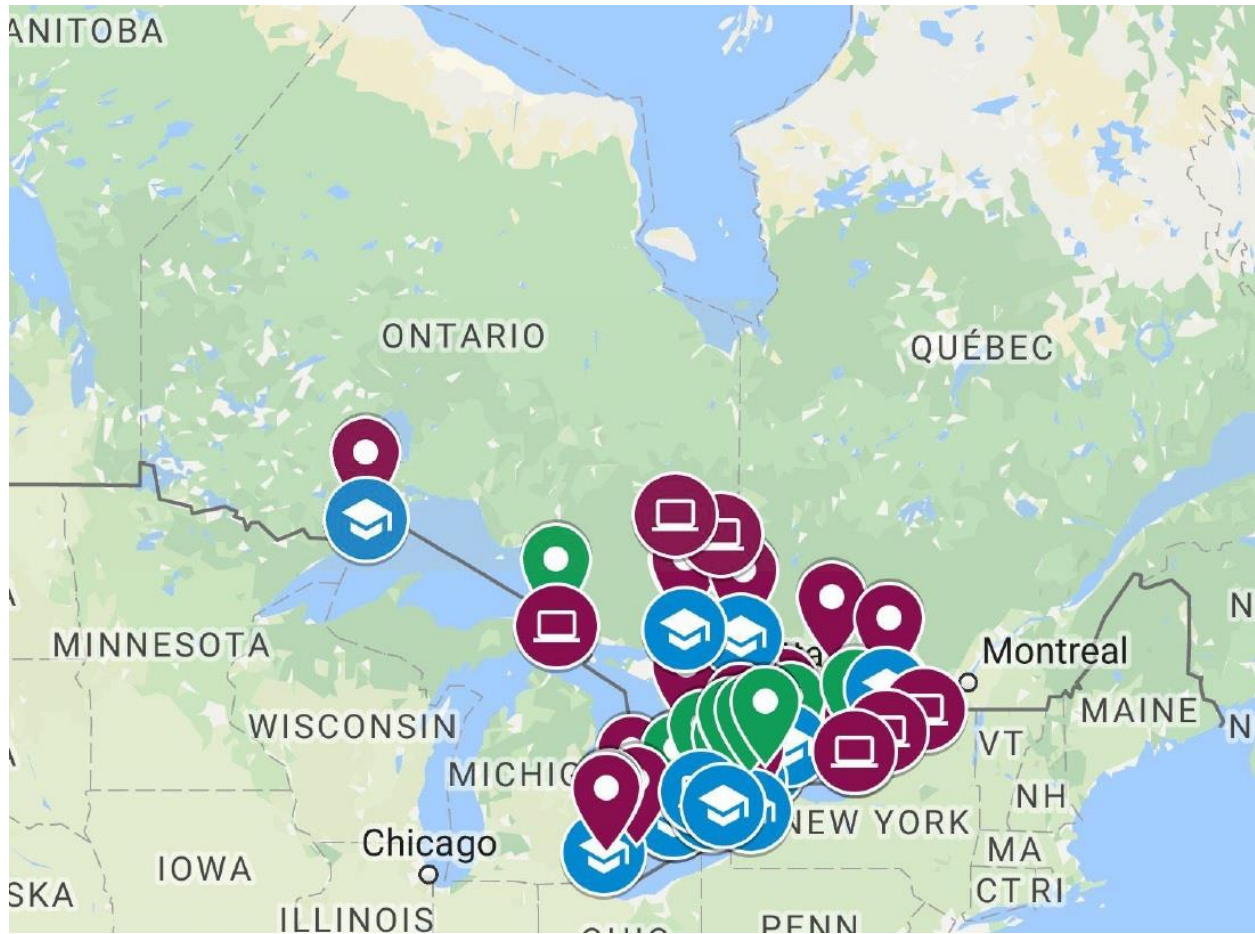 ANITOBA
ONTARIO
QUÉBEC
MINNESOTA
Montreal
WISCONSIN
MAINE
MICHIG
VT
NH
NEW YORK
Chicago
MA
IOWA
CT RI
SKA
ILLINOIS
PENN